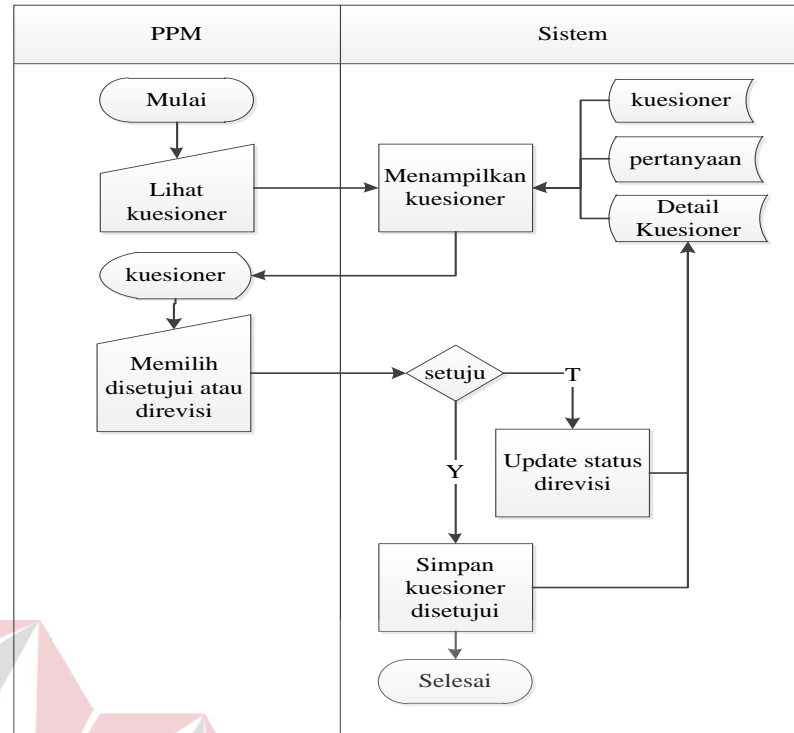 PPM
Sistem
Mulai
kuesioner
pertanyaan
Detail
Kuesioner
Lihat
kuesioner
Menampilkan
kuesioner
kuesioner
Memilih
disetujui atau
direvisi
setuju
T
Update status
direvisi
Y
Simpan
kuesioner
disetujui
Selesai